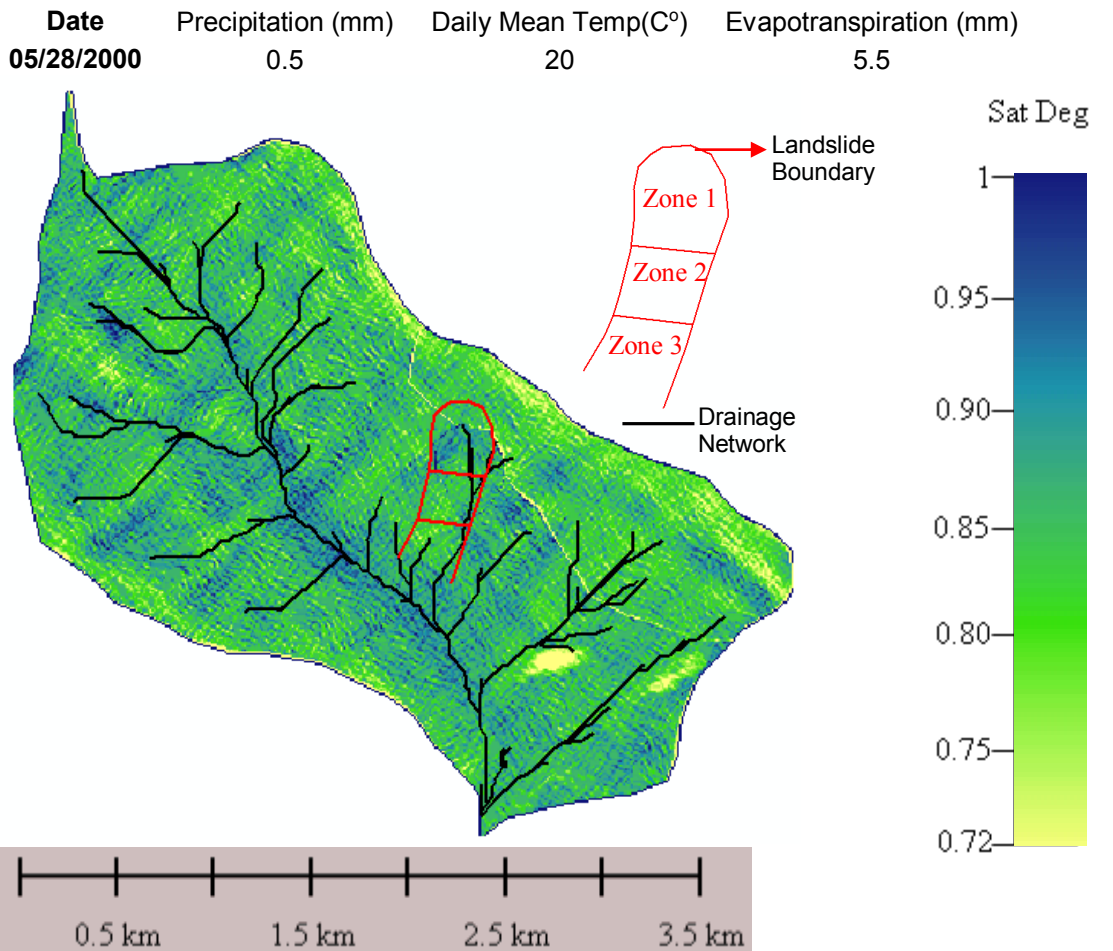 Date Precipitation (mm) Daily Mean Temp(Cº) Evapotranspiration (mm)
05/28/2000 0.5 20 5.5
Sat Deg
Landslide
Boundary
Zone 1
Zone 2
Zone 3
Drainage
Network
1
0.95
0.90
0.85
0.80
0.75
0.72
0.5 km 1.5 km 2.5 km 3.5 km